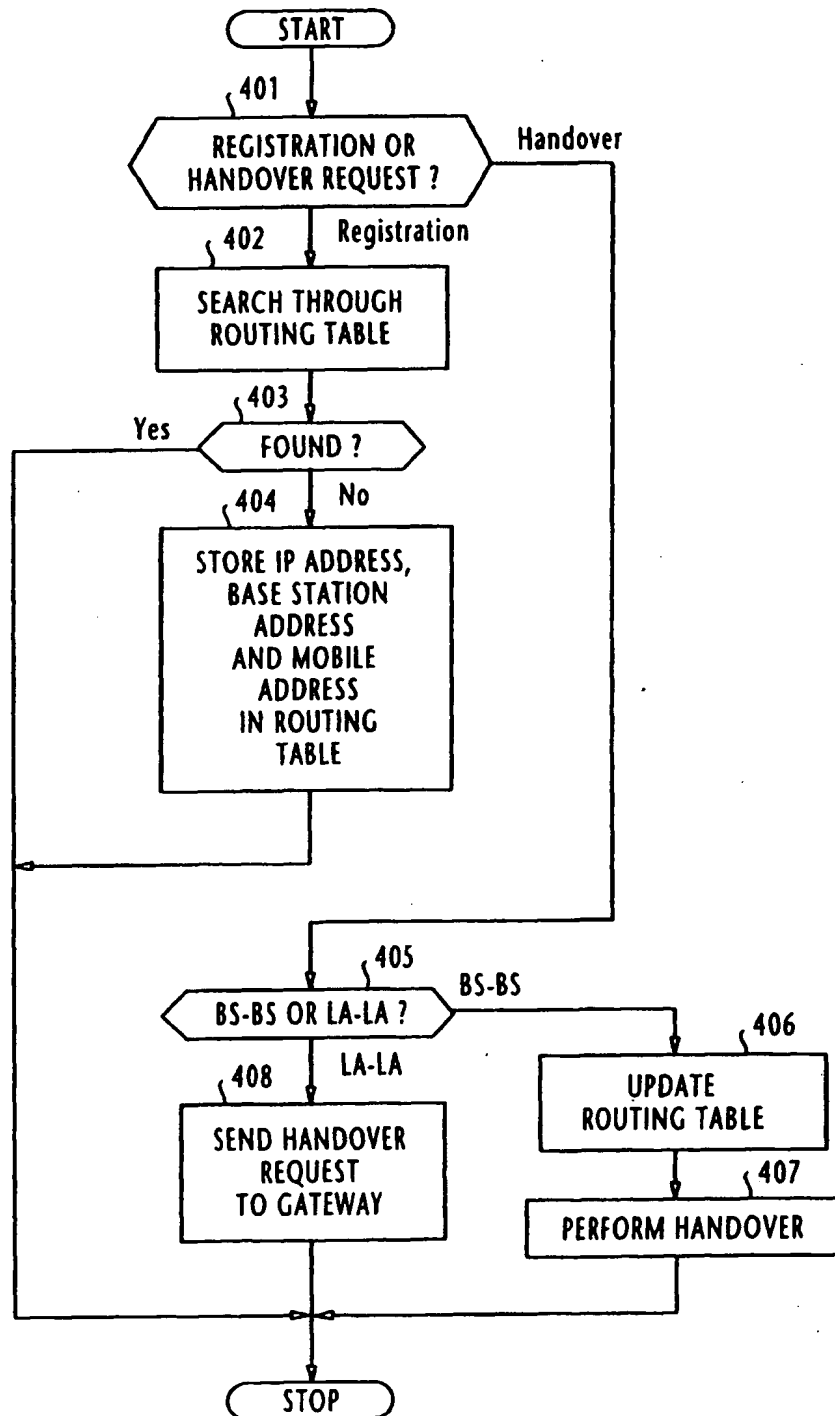 START
401
REGISTRATION OR
HANDOVER REQUEST ?
Handover
Registration
402
SEARCH THROUGH
ROUTING TABLE
403
Yes
FOUND ?
No
404
STORE IP ADDRESS,
BASE STATION
ADDRESS
AND MOBILE
ADDRESS
IN ROUTING
TABLE
405
BS-BS OR LA-LA ?
BS-BS
LA-LA
406
UPDATE
ROUTING TABLE
408
SEND HANDOVER
REQUEST
TO GATEWAY
407
PERFORM HANDOVER
STOP